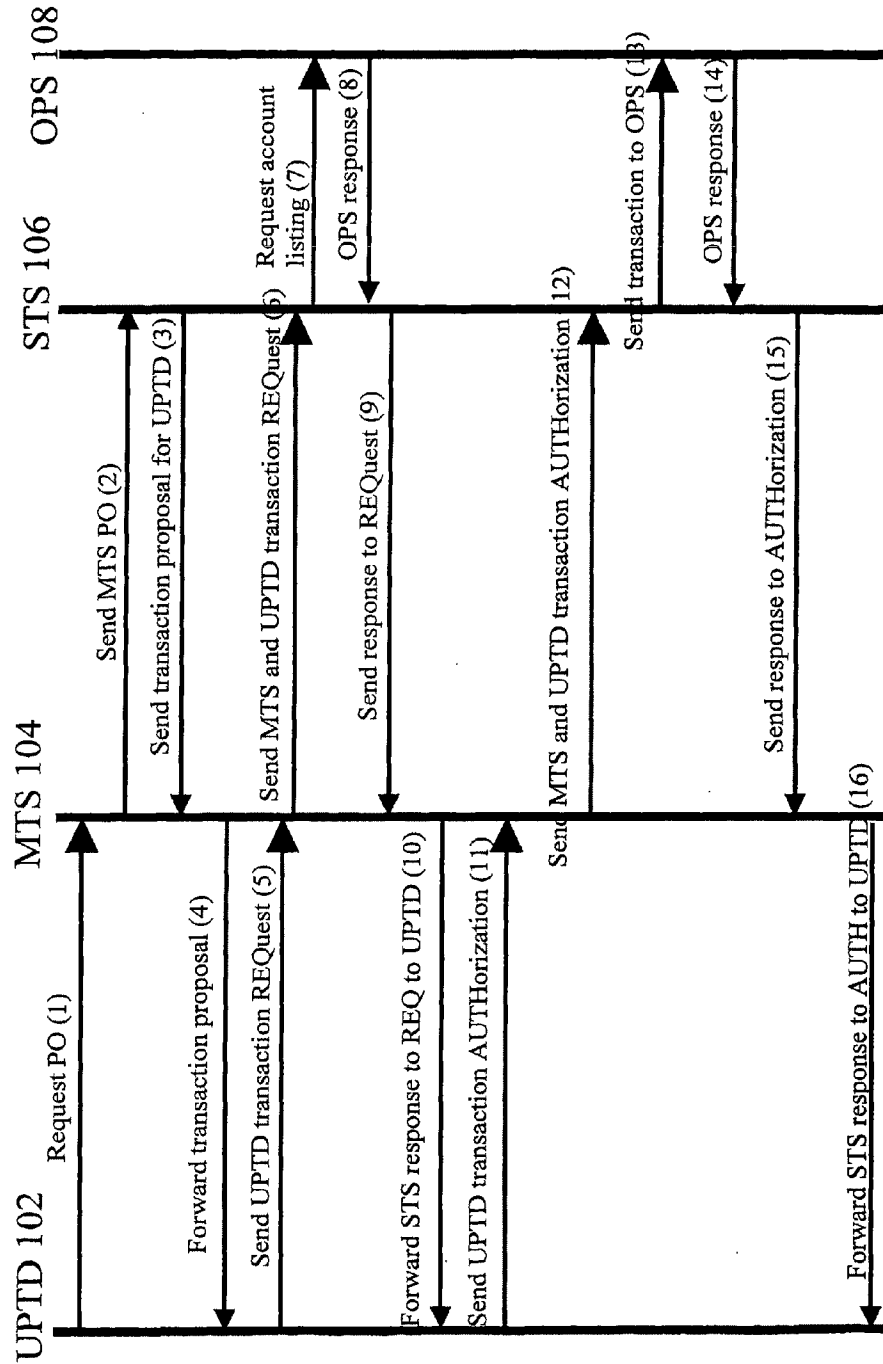 UPTD 102
MTS 104
STS 106
OPS 108
Request PO (1)
Send MTS PO (2)
Send transaction proposal for UPTD (3)
Forward transaction proposal (4)
Send UPTD transaction REQuest (5)
Send MTS and UPTD transaction REQuest (6)
Request account
listing (7)
OPS response (8)
Send response to REQuest (9)
Forward STS response to REQ to UPTD (10)
Send UPTD transaction AUTHorization (11)
Send MTS and UPTD transaction AUTHorization (12)
Send transaction to OPS (13)
OPS response (14)
Send response to AUTHorization (15)
Forward STS response to AUTH to UPTD (16)